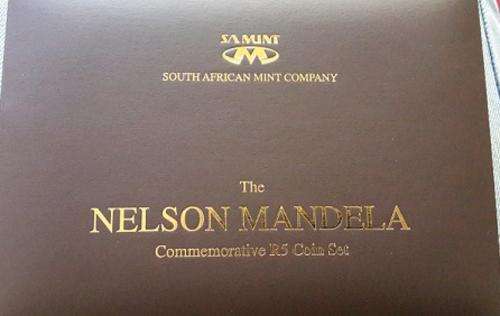 SA MINT
SOUTH AFRICAN MINT COMPANY
The
NELSON MANDELA
Commemorative R5 Coin Set